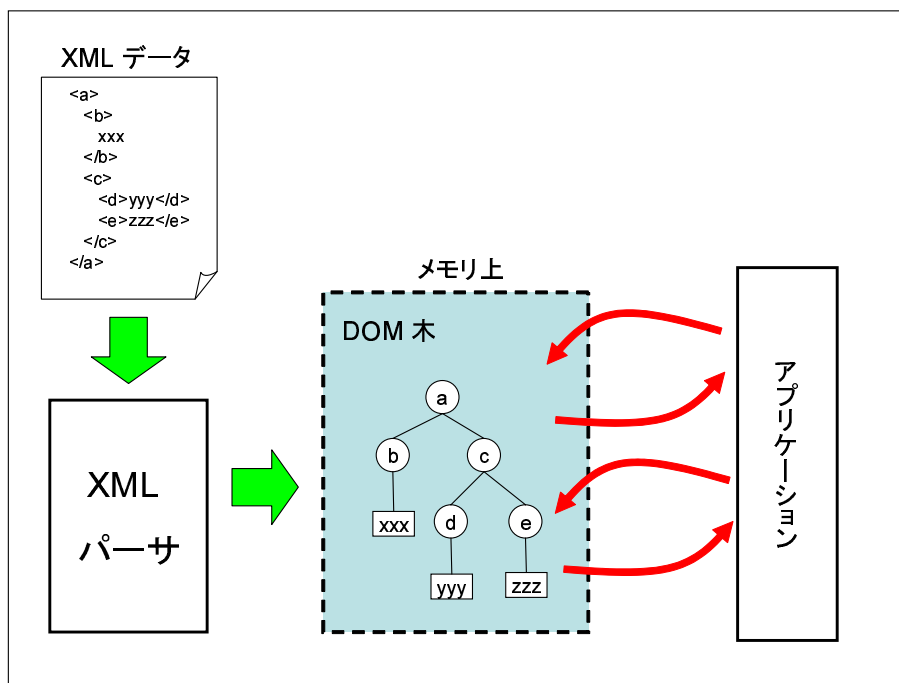 XML データ
<a>
<b>
xxx
</b>
<c>
<d>yyy</d>
<e>zzz</e>
</c>
</a>
XML
パーサ
メモリ上
DOM 木
a
b
c
xxx
d
e
yyy
zzz
アプリケーション